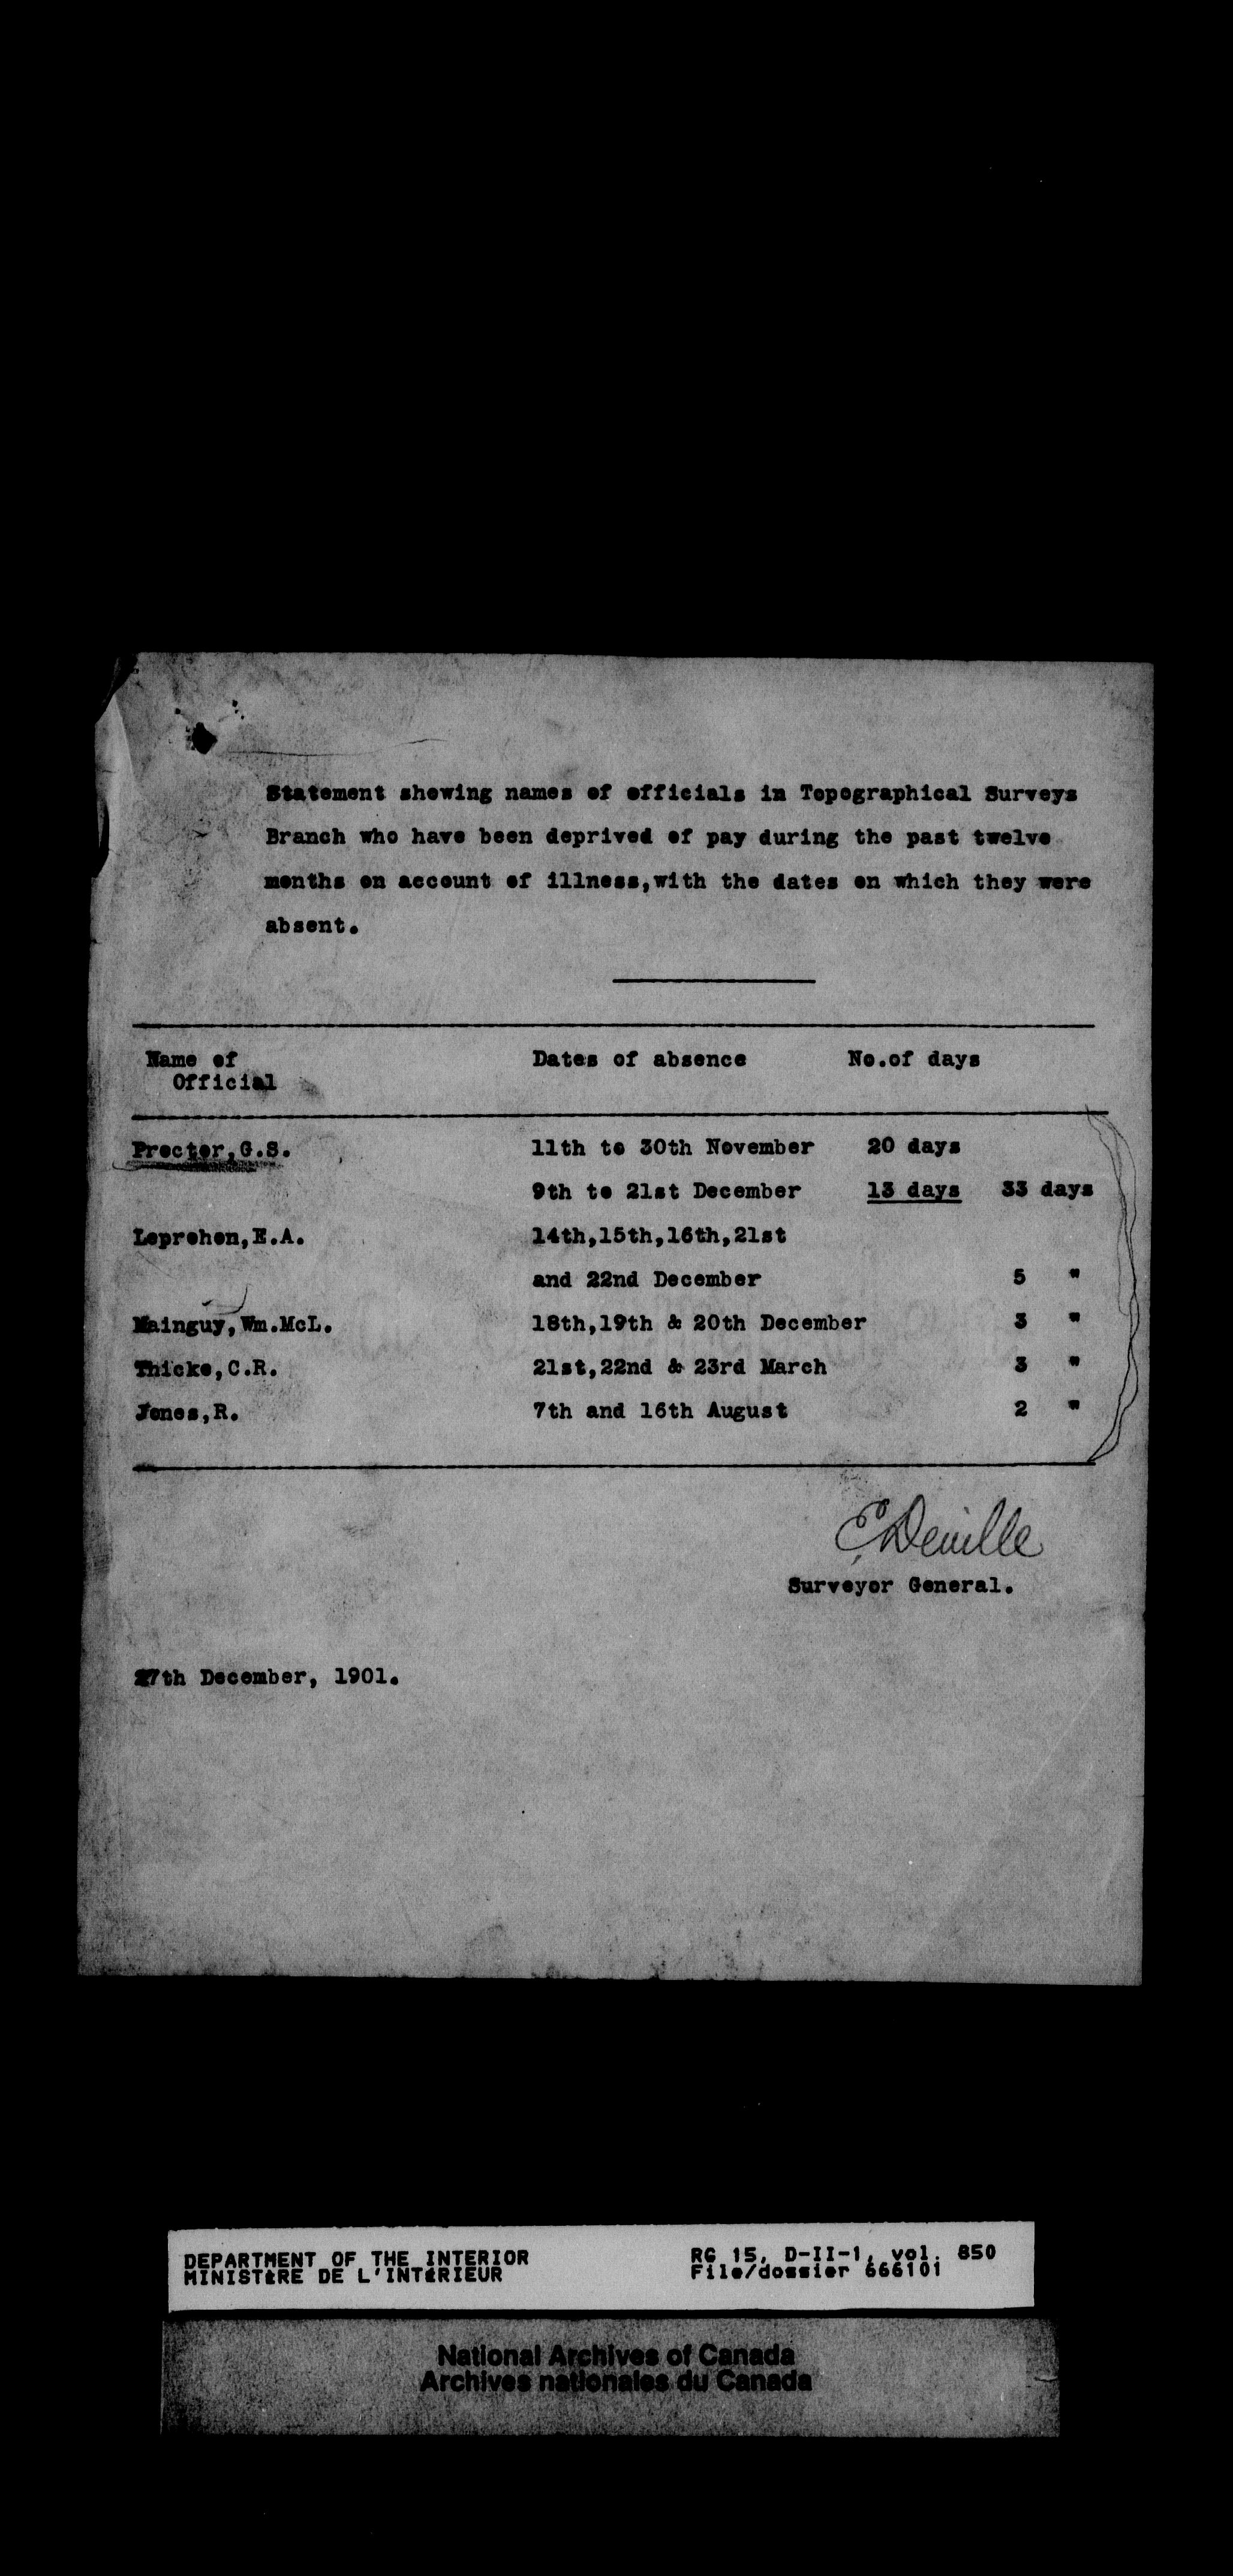 Statement showing names of officials in Topographical Surveys
Branch who have been deprived of pay during the past twelve
months on account of illness,with the dates on which they were
absent.
Name of Official Dates of absence No.of days
Procter,G.S. 11th to 30th November 20 days
9th to 21st December 13 days 33 days
Leprohon,E.A. 14th,15th,16th,21st
and 22nd December 5 "
Mainguy,Wm.McL. 18th,19th & 20th December 3 "
Thicke,C.R. 21st,22nd & 23rd March 3 "
Jones,R. 7th and 16th August 2 "
E. Deville
Surveyor General.
27th December, 1901.
DEPARTMENT OF THE INTERIOR RG 15, D-II-1, vol. 850
MINISTÈRE DE L'INTÉRIEUR File/dossier 666101
National Archives of Canada
Archives nationales du Canada